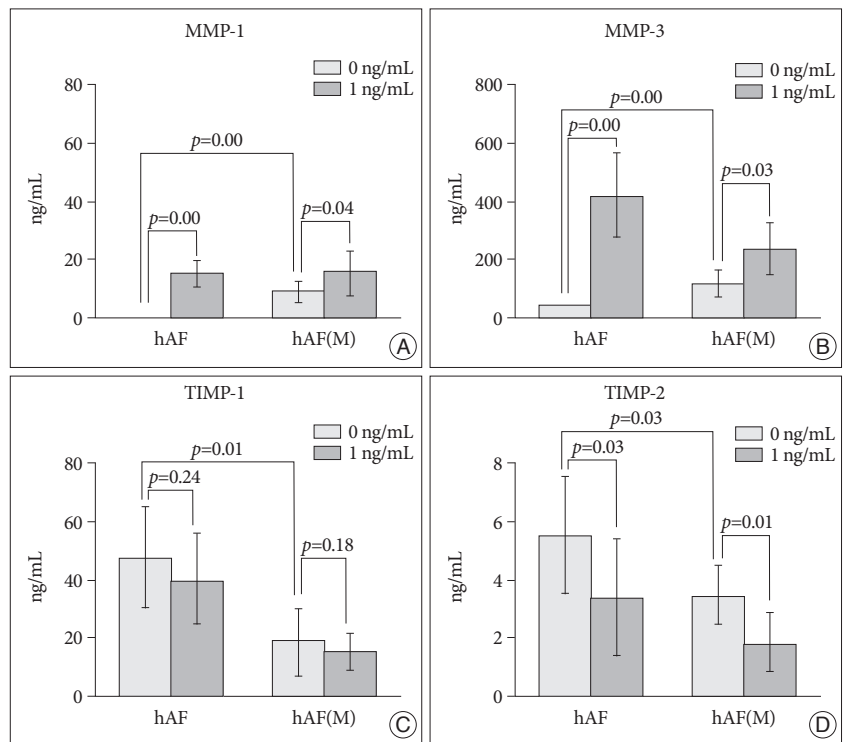 MMP-1
0 ng/mL
1 ng/mL
80
60
40
20
0
ng/mL
p=0.00
p=0.00
p=0.04
hAF
hAF(M)
A
MMP-3
0 ng/mL
1 ng/mL
800
600
400
200
0
ng/mL
p=0.00
p=0.00
p=0.03
hAF
hAF(M)
B
TIMP-1
0 ng/mL
1 ng/mL
80
60
40
20
0
ng/mL
p=0.01
p=0.24
p=0.18
hAF
hAF(M)
C
TIMP-2
0 ng/mL
1 ng/mL
8
6
4
2
0
ng/mL
p=0.03
p=0.03
p=0.01
hAF
hAF(M)
D